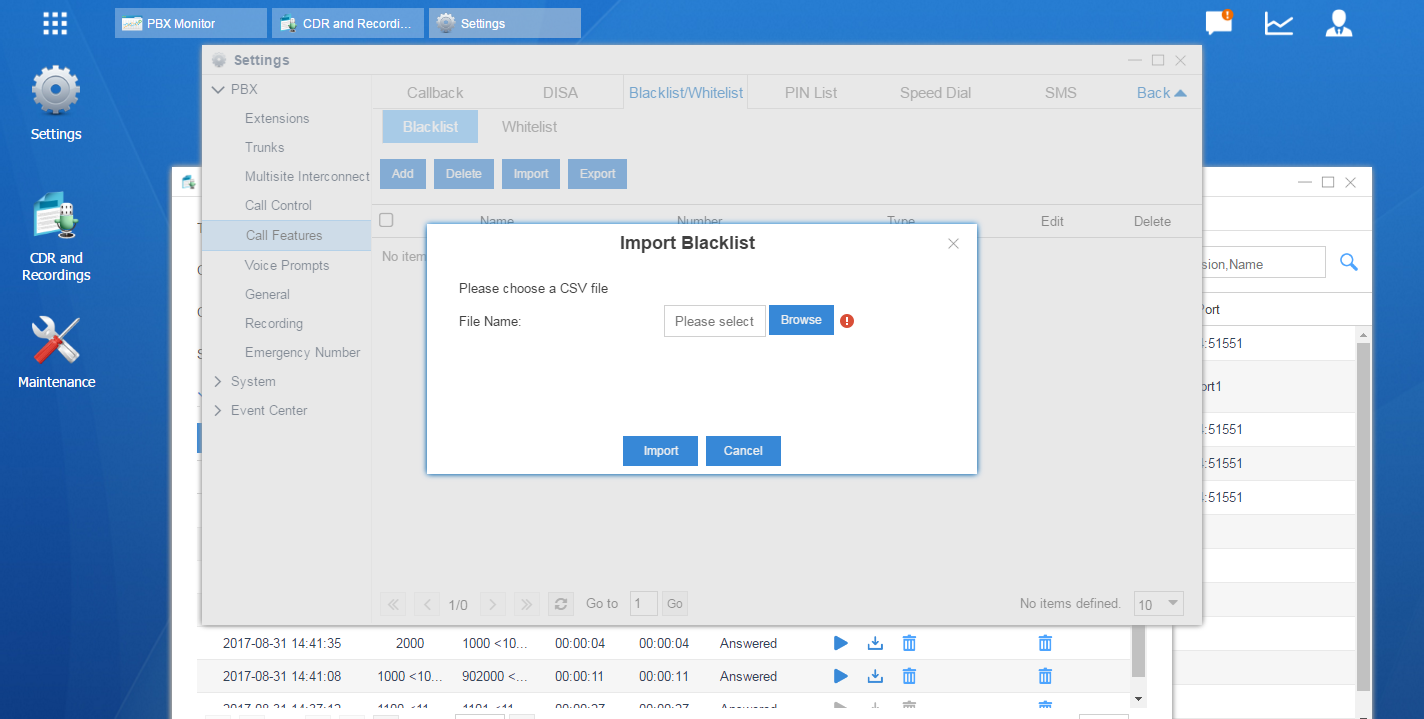 PBX Monitor
CDR and Recordi...
Settings
Settings
CDR and
Recordings
Maintenance
Settings
PBX
Extensions
Trunks
Multisite Interconnect
Call Control
Call Features
Voice Prompts
General
Recording
Emergency Number
System
Event Center
Callback DISA Blacklist/Whitelist PIN List Speed Dial SMS Back
Blacklist Whitelist
Add Delete Import Export
Name Number Type Edit Delete
No item
Import Blacklist
Please choose a CSV file
File Name: Please select Browse
Import Cancel
1/0 Go to 1 Go No items defined. 10
sion,Name
Port
:51551
ort1
:51551
:51551
:51551
2017-08-31 14:41:35 2000 1000 <10... 00:00:04 00:00:04 Answered
2017-08-31 14:41:08 1000 <10... 902000 <... 00:00:11 00:00:11 Answered